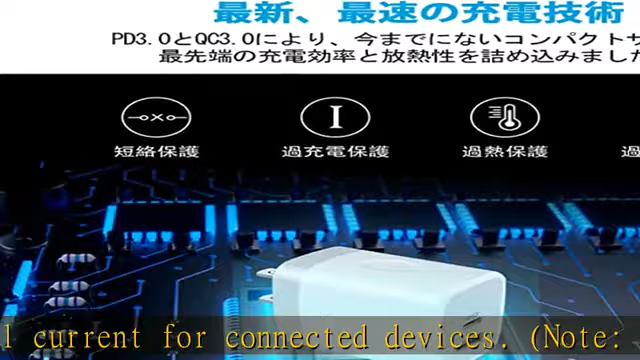 最新、最速の充電技術
PD3.0とQC3.0により、今までにないコンパクトサ
最先端の充電効率と放熱性を詰め込みました
短絡保護
I
過充電保護
過熱保護
過
l current for connected devices. (Note: